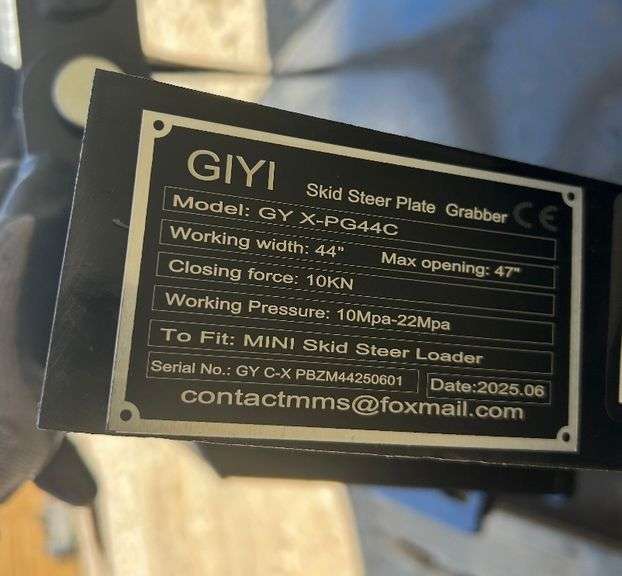 GIYI Skid Steer Plate Grabber CE
Model: GY X-PG44C
Working width: 44" Max opening: 47"
Closing force: 10KN
Working Pressure: 10Mpa-22Mpa
To Fit: MINI Skid Steer Loader
Serial No.: GY C-X PBZM44250601 Date:2025.06
contactmms@foxmail.com